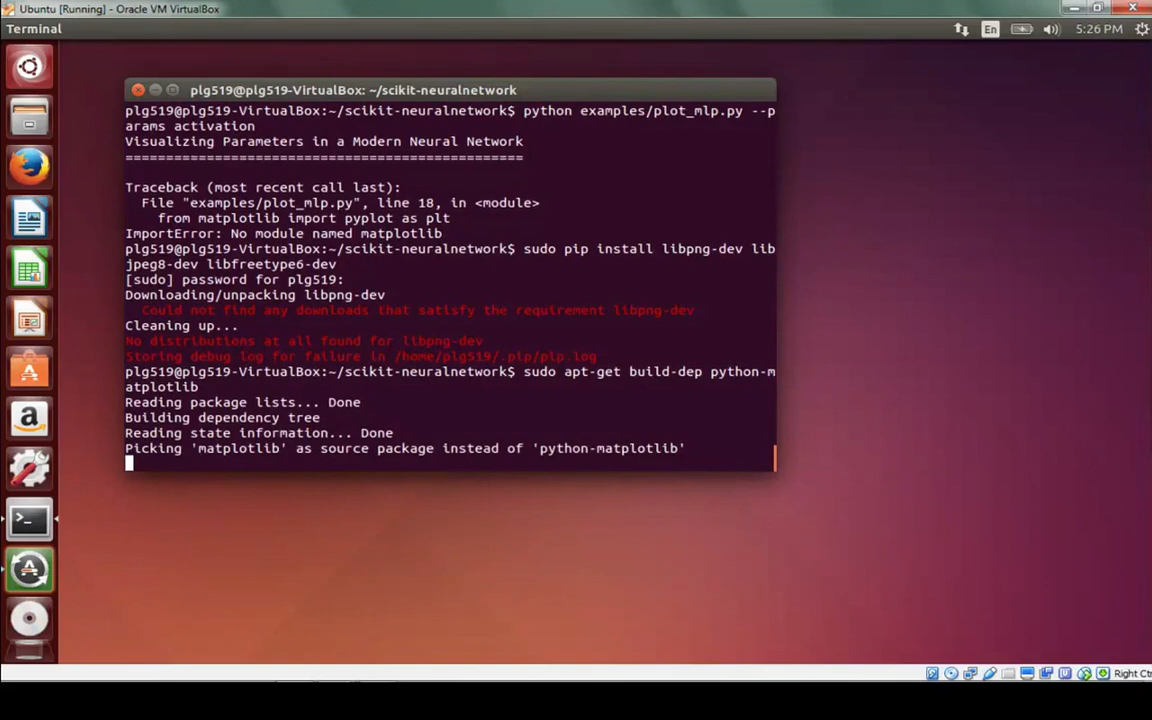 Ubuntu [Running] - Oracle VM VirtualBox
Terminal
En
5:26 PM
plg519@plg519-VirtualBox: ~/scikit-neuralnetwork
plg519@plg519-VirtualBox:~/scikit-neuralnetwork$ python examples/plot_mlp.py --p
arams activation
Visualizing Parameters in a Modern Neural Network
=================================================
Traceback (most recent call last):
File "examples/plot_mlp.py", line 18, in <module>
from matplotlib import pyplot as plt
ImportError: No module named matplotlib
plg519@plg519-VirtualBox:~/scikit-neuralnetwork$ sudo pip install libpng-dev lib
jpeg8-dev libfreetype6-dev
[sudo] password for plg519:
Downloading/unpacking libpng-dev
Could not find any downloads that satisfy the requirement libpng-dev
Cleaning up...
No distributions at all found for libpng-dev
Storing debug log for failure in /home/plg519/.pip/pip.log
plg519@plg519-VirtualBox:~/scikit-neuralnetwork$ sudo apt-get build-dep python-m
atplotlib
Reading package lists... Done
Building dependency tree
Reading state information... Done
Picking 'matplotlib' as source package instead of 'python-matplotlib'
Right Ctr